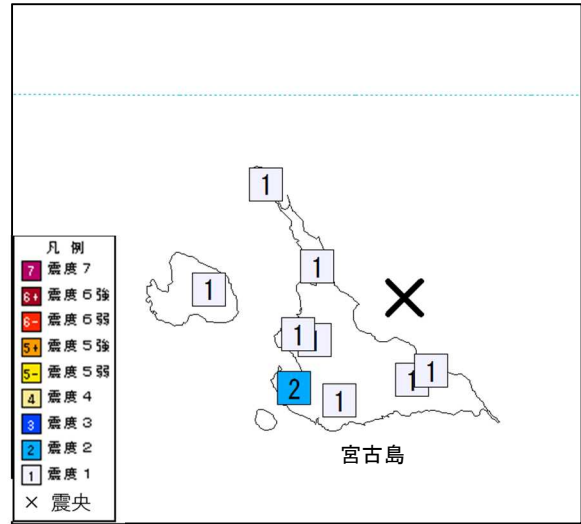 1
1
1
1
1
1
1
2
1
宮古島
凡 例
7 震度７
6+ 震度６強
6- 震度６弱
5+ 震度５強
5- 震度５弱
4 震度４
3 震度３
2 震度２
1 震度１
× 震央